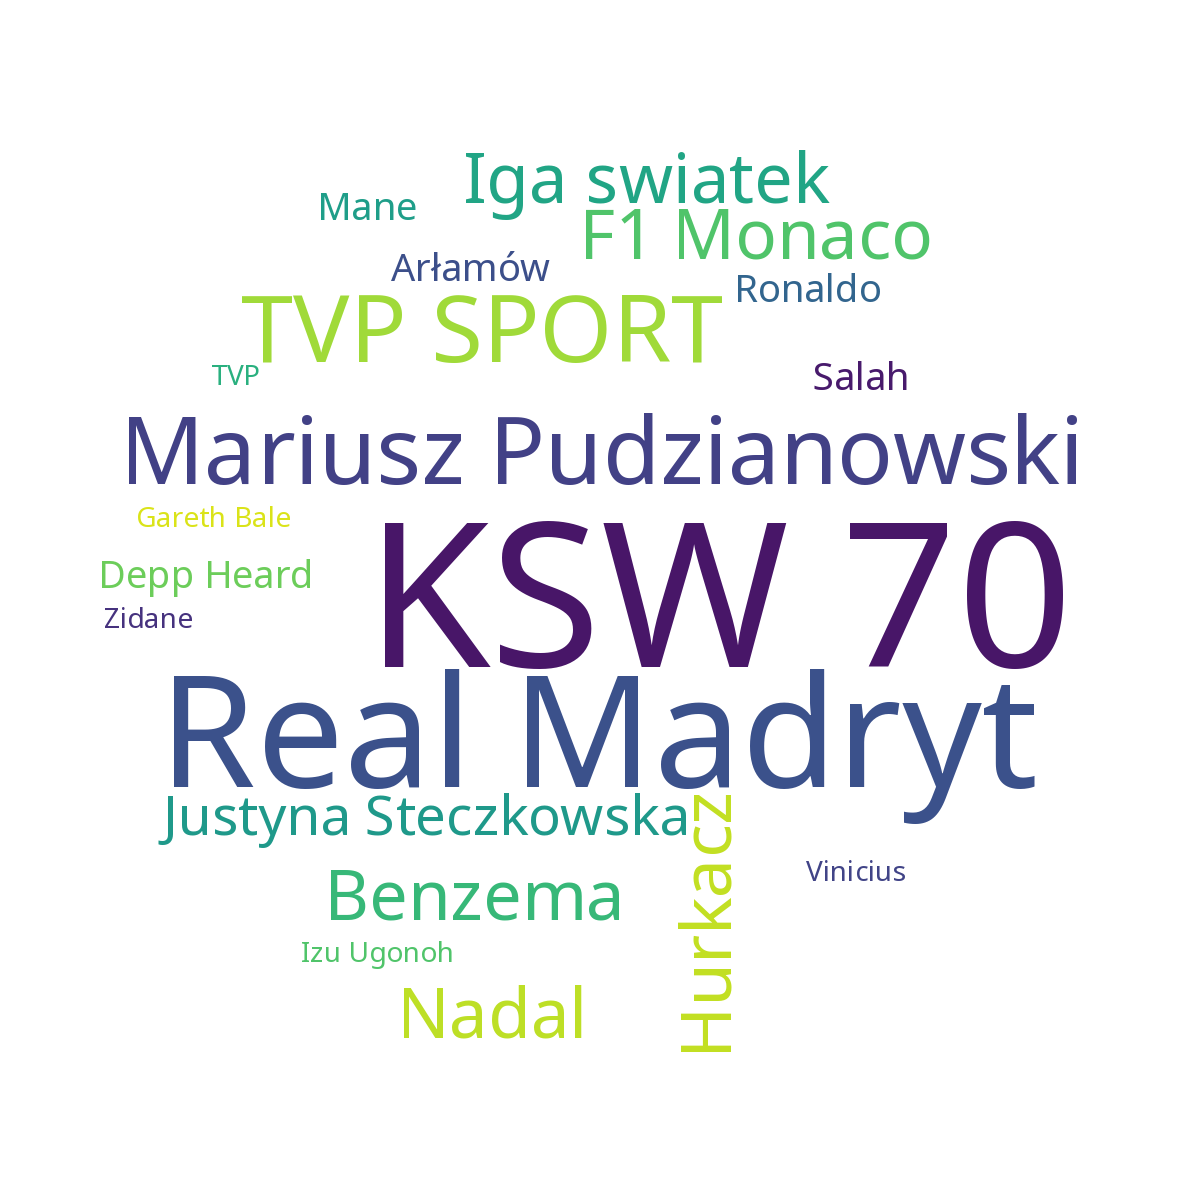 Iga swiatek
Mane
F1 Monaco
Arłamów
Ronaldo
TVP SPORT
TVP
Salah
Mariusz Pudzianowski
Gareth Bale
KSW 70
Depp Heard
Zidane
Real Madryt
Justyna Steczkowska
Hurkacz
Vinicius
Benzema
Izu Ugonoh
Nadal